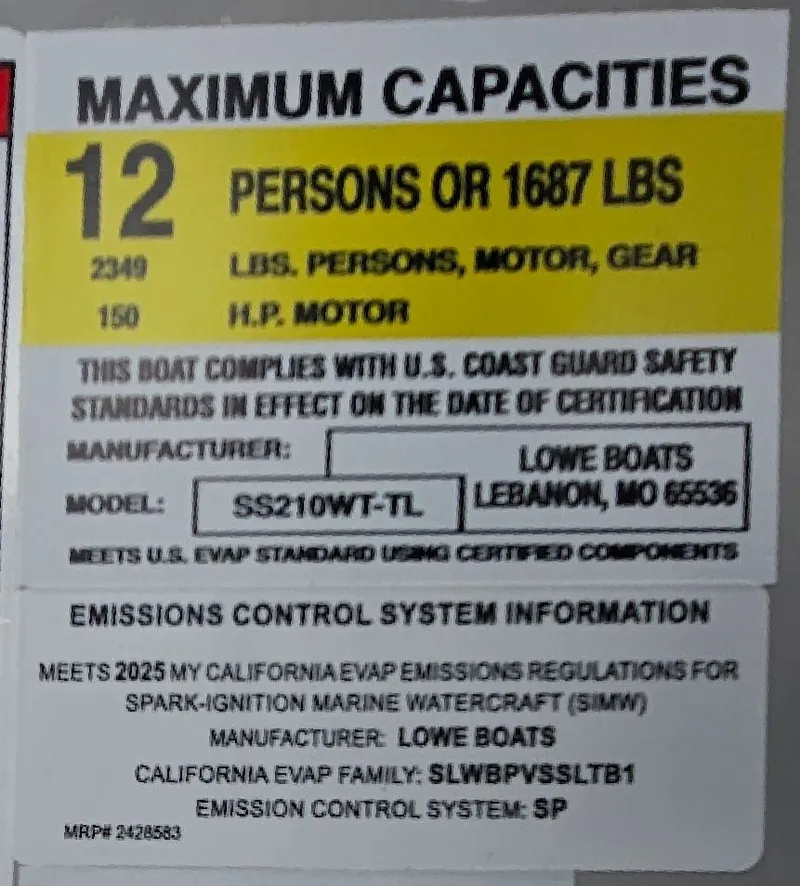 MAXIMUM CAPACITIES
12 PERSONS OR 1687 LBS
2349 LBS. PERSONS, MOTOR, GEAR
150 H.P. MOTOR
THIS BOAT COMPLIES WITH U.S. COAST GUARD SAFETY
STANDARDS IN EFFECT ON THE DATE OF CERTIFICATION
MANUFACTURER: LOWE BOATS
MODEL: SS210WT-TL LEBANON, MO 65536
MEETS U.S. EVAP STANDARD USING CERTIFIED COMPONENTS
EMISSIONS CONTROL SYSTEM INFORMATION
MEETS 2025 MY CALIFORNIA EVAP EMISSIONS REGULATIONS FOR
SPARK-IGNITION MARINE WATERCRAFT (SIMW)
MANUFACTURER: LOWE BOATS
CALIFORNIA EVAP FAMILY: SLWBPVSSLTB1
EMISSION CONTROL SYSTEM: SP
MRP# 2428583